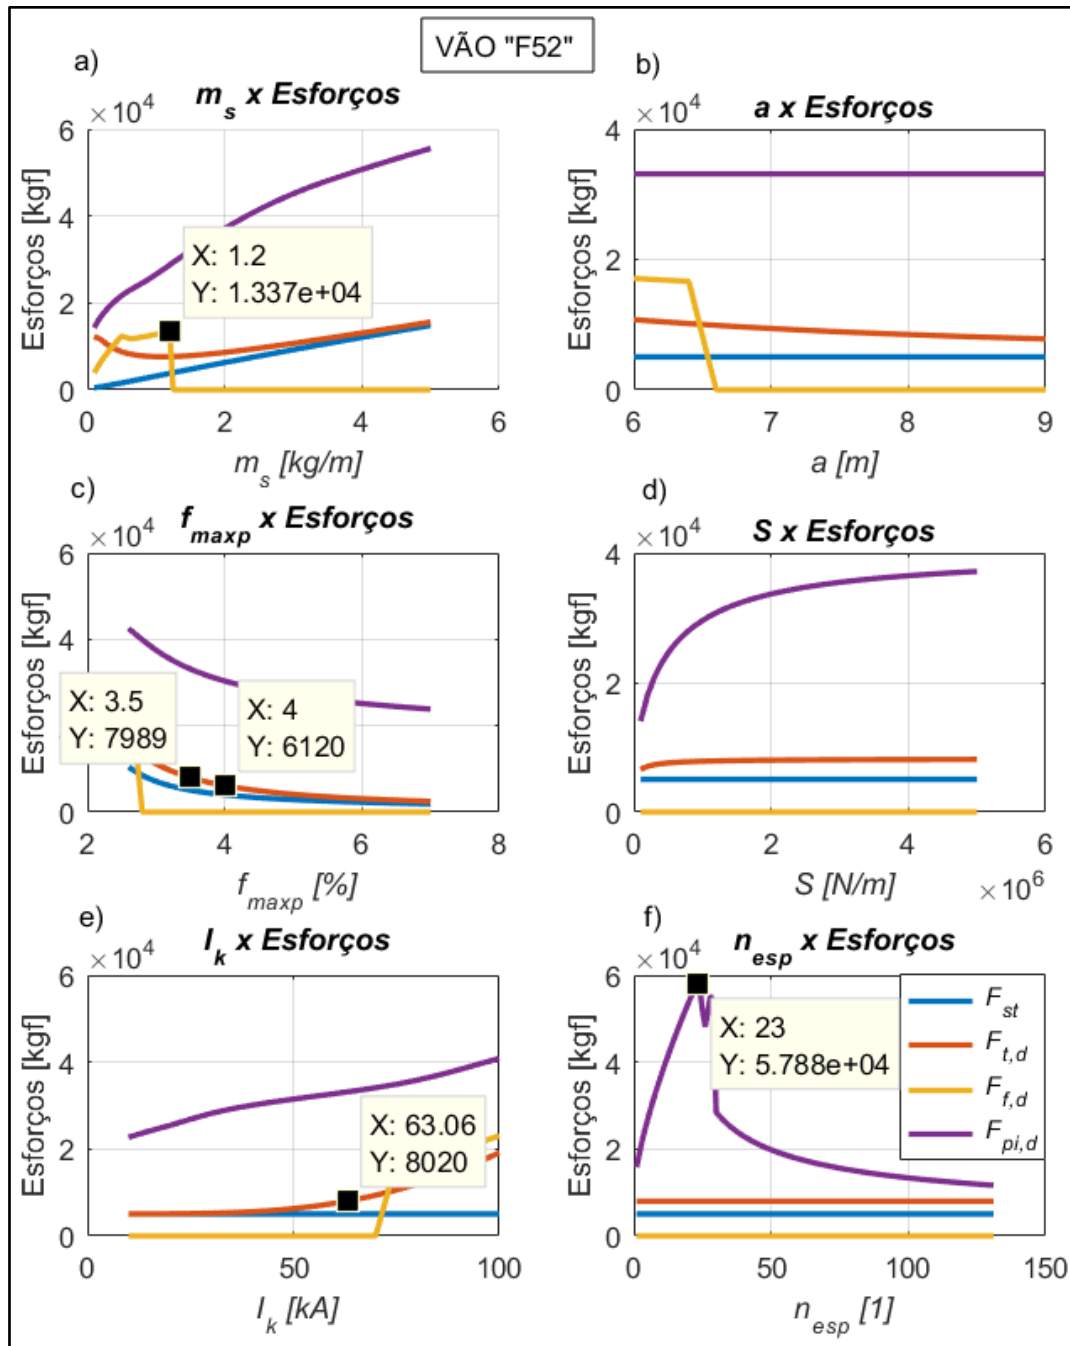 VÃO "F52"
a)
m_s x Esforços
×10^4
Esforços [kgf]
6
4
2
0
X: 1.2
Y: 1.337e+04
0 2 4 6
m_s [kg/m]
b)
a x Esforços
×10^4
Esforços [kgf]
4
2
0
6 7 8 9
a [m]
c)
f_maxp x Esforços
×10^4
Esforços [kgf]
6
4
0
X: 3.5
Y: 7989
X: 4
Y: 6120
2 4 6 8
f_maxp [%]
d)
S x Esforços
×10^4
Esforços [kgf]
4
2
0
0 2 4 6
S [N/m]
×10^6
e)
I_k x Esforços
×10^4
Esforços [kgf]
6
4
2
0
X: 63.06
Y: 8020
0 50 100
I_k [kA]
f)
n_esp x Esforços
×10^4
Esforços [kgf]
6
4
2
0
X: 23
Y: 5.788e+04
F_st
F_t,d
F_f,d
F_pi,d
0 50 100 150
n_esp [1]